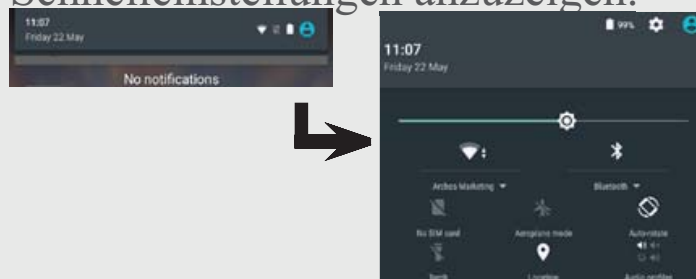 Schnelleinstellungen anzuzeigen.
11:07
Friday 22 May
No notifications
99%
11:07
Friday 22 May
Archos Marketing
Bluetooth
No SIM card
Aeroplane mode
Auto-rotate
Torch
Location
Audio profiles